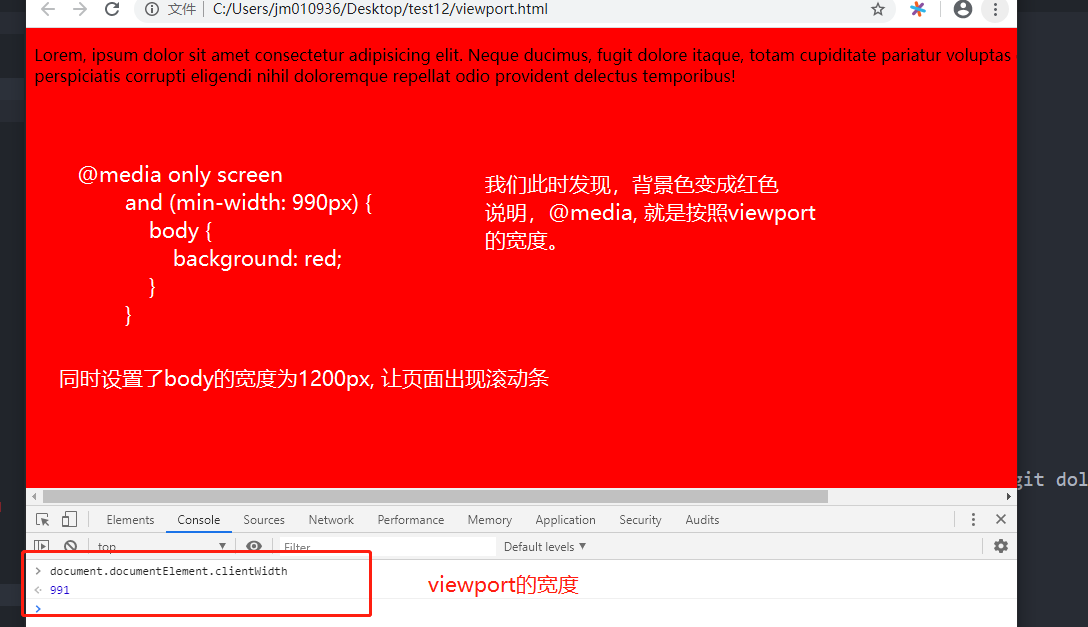 文件 C:/Users/jm010936/Desktop/test12/viewport.html
Lorem, ipsum dolor sit amet consectetur adipisicing elit. Neque ducimus, fugit dolore itaque, totam cupiditate pariatur voluptas
perspiciatis corrupti eligendi nihil doloremque repellat odio provident delectus temporibus!
@media only screen
and (min-width: 990px) {
body {
background: red;
}
}
我们此时发现，背景色变成红色
说明，@media, 就是按照viewport
的宽度。
同时设置了body的宽度为1200px, 让页面出现滚动条
git dol
Elements Console Sources Network Performance Memory Application Security Audits
top Filter Default levels
document.documentElement.clientWidth
991
viewport的宽度